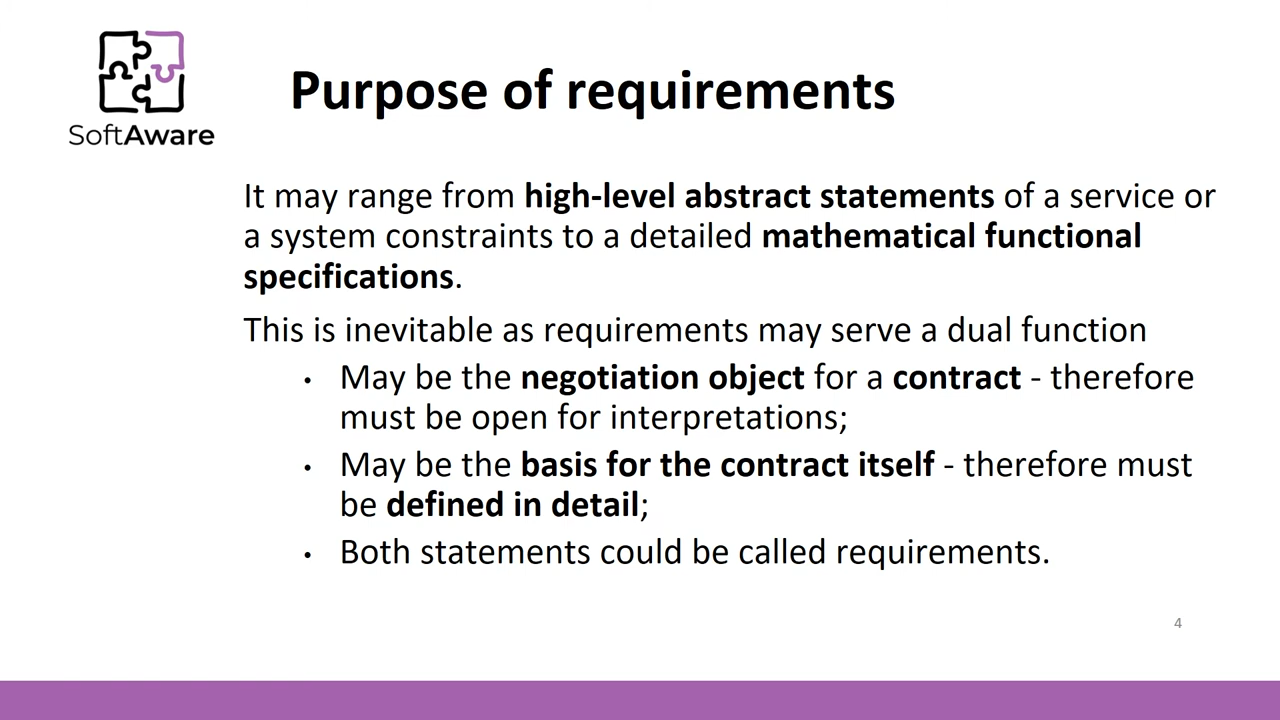 SoftAware
Purpose of requirements
It may range from high-level abstract statements of a service or
a system constraints to a detailed mathematical functional
specifications.
This is inevitable as requirements may serve a dual function
• May be the negotiation object for a contract - therefore
must be open for interpretations;
• May be the basis for the contract itself - therefore must
be defined in detail;
• Both statements could be called requirements.
4